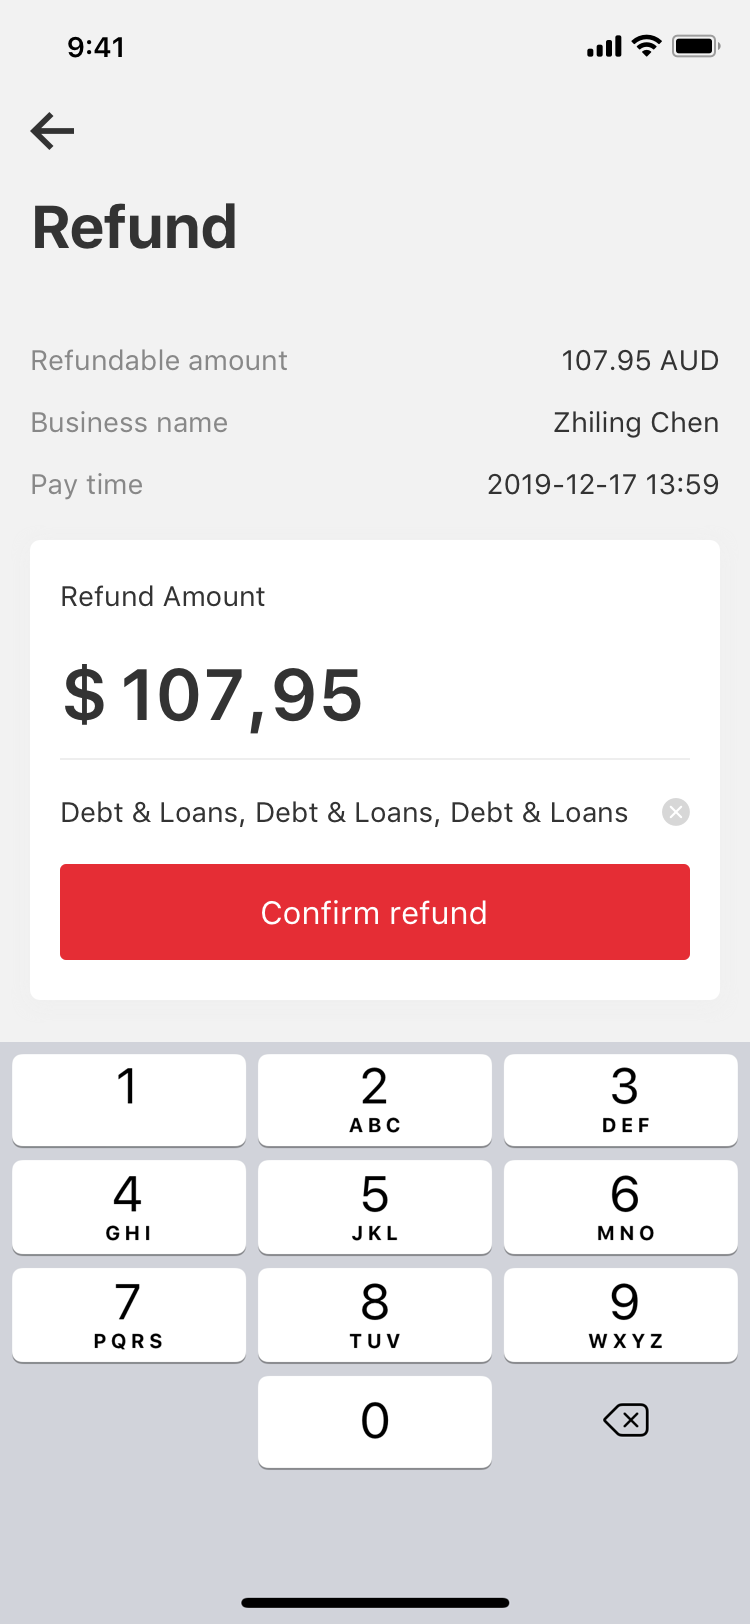 9:41
Refund
Refundable amount 107.95 AUD
Business name Zhiling Chen
Pay time 2019-12-17 13:59
Refund Amount
$ 107,95
Debt & Loans, Debt & Loans, Debt & Loans
Confirm refund
1 2 3
ABC DEF
4 5 6
GHI JKL MNO
7 8 9
PQRS TUV WXYZ
0